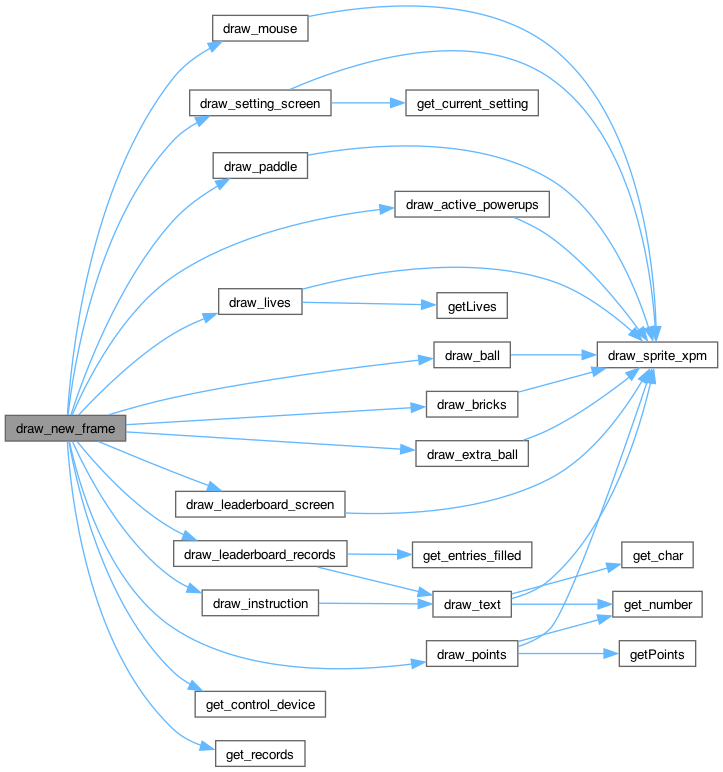 draw_mouse
draw_setting_screen
get_current_setting
draw_paddle
draw_active_powerups
draw_lives
getLives
draw_ball
draw_sprite_xpm
draw_bricks
draw_new_frame
draw_extra_ball
draw_leaderboard_screen
draw_leaderboard_records
get_entries_filled
get_char
draw_instruction
draw_text
get_number
draw_points
getPoints
get_control_device
get_records